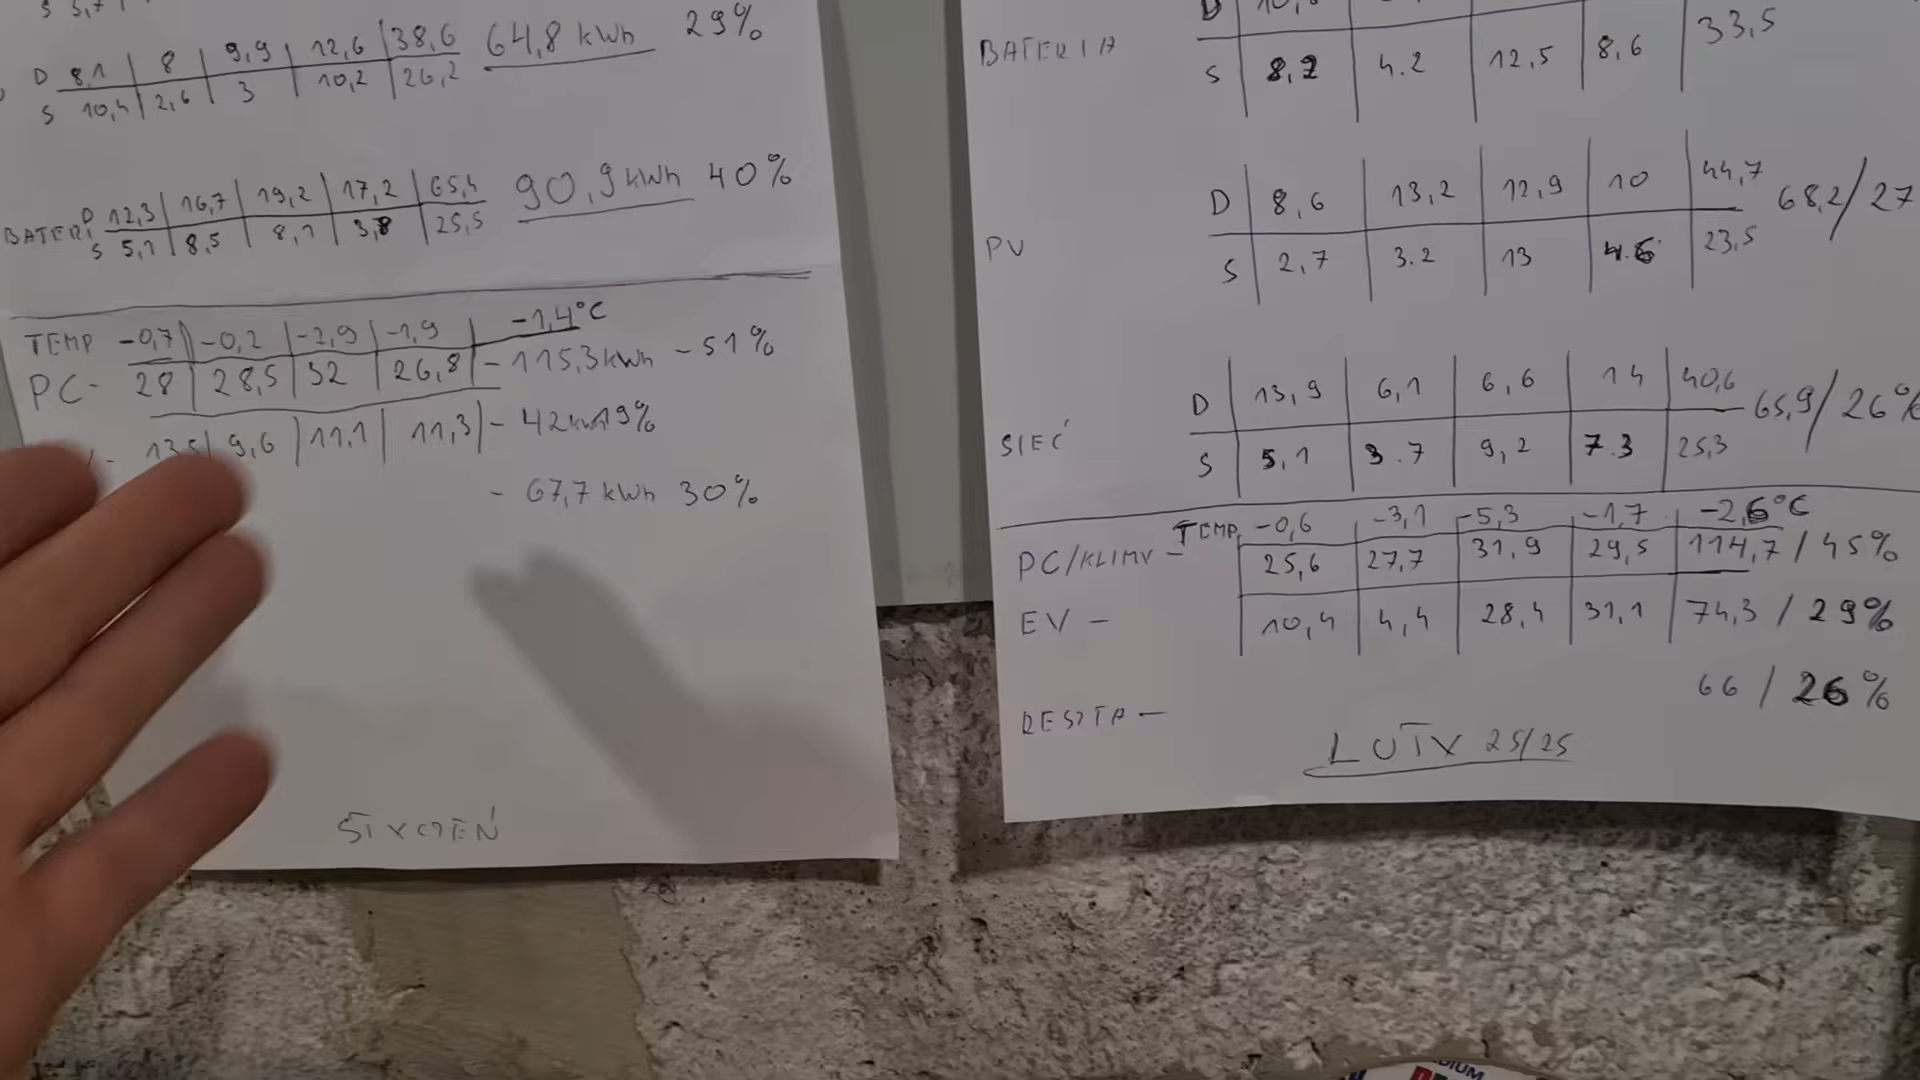 D 8,1 8 9,9 12,6 38,6 64,8 kWh 29%
S 10,4 2,6 3 10,2 26,2
BATERI D 12,3 16,7 19,2 17,2 65,4 90,9 kWh 40%
S 5,1 8,5 8,1 3,8 25,5
TEMP -0,7 -0,2 -2,9 -1,9 -1,4°C
PC - 28 28,5 32 26,8 - 115,3 kWh - 51%
9,6 11,1 11,3 - 42 kWh 19%
- 67,7 kWh 30%
STYCZEŃ
D
BATERIA S 8,2 4.2 12,5 8,6 33,5
D 8,6 13,2 12,9 10 44,7 68,2/27
PV
S 2,7 3.2 13 4.6 23,5
D 13,9 6,1 6,6 14 40,6 65,9/26%
SIEĆ
S 5,1 3.7 9,2 7.3 25,3
TEMP -0,6 -3,1 -5,3 -1,7 -2,6°C
PC/KLIMY - 25,6 27,7 31,9 29,5 114,7 / 45%
EV - 10,4 4,4 28,4 31,1 74,3 / 29%
66 / 26%
RESZTA -
LUTY 25/25